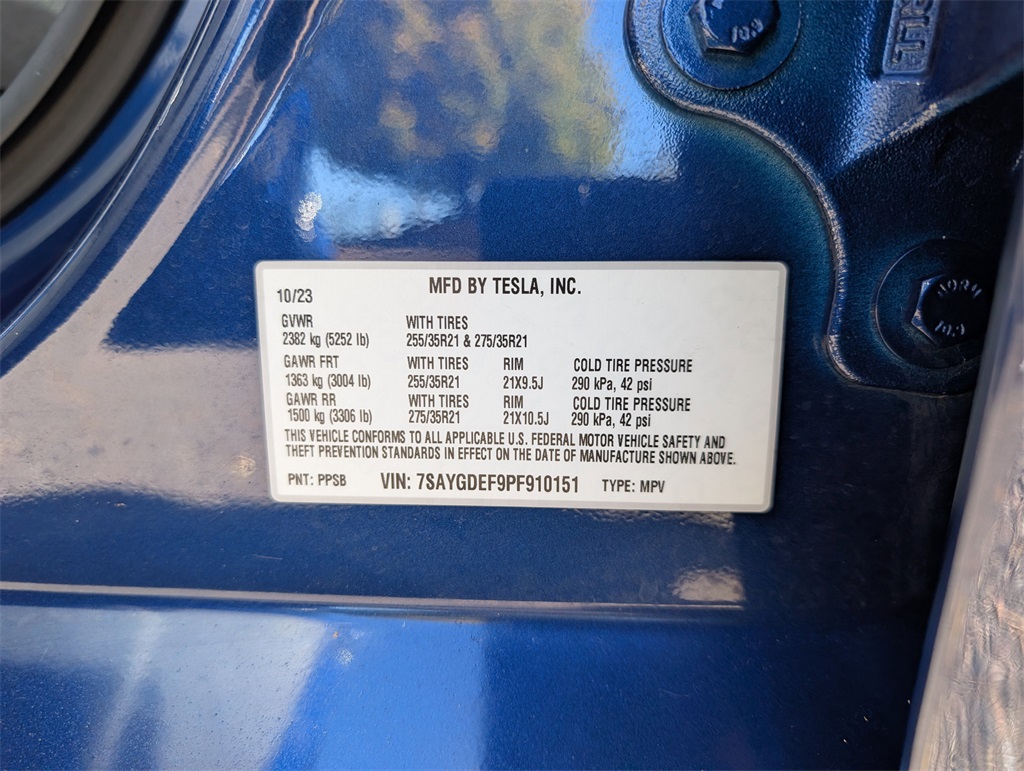 MFD BY TESLA, INC.
10/23
GVWR WITH TIRES
2382 kg (5252 lb) 255/35R21 & 275/35R21
GAWR FRT WITH TIRES RIM COLD TIRE PRESSURE
1363 kg (3004 lb) 255/35R21 21X9.5J 290 kPa, 42 psi
GAWR RR WITH TIRES RIM COLD TIRE PRESSURE
1500 kg (3306 lb) 275/35R21 21X10.5J 290 kPa, 42 psi
THIS VEHICLE CONFORMS TO ALL APPLICABLE U.S. FEDERAL MOTOR VEHICLE SAFETY AND
THEFT PREVENTION STANDARDS IN EFFECT ON THE DATE OF MANUFACTURE SHOWN ABOVE.
PNT: PPSB VIN: 7SAYGDEF9PF910151 TYPE: MPV
10.9
10.9